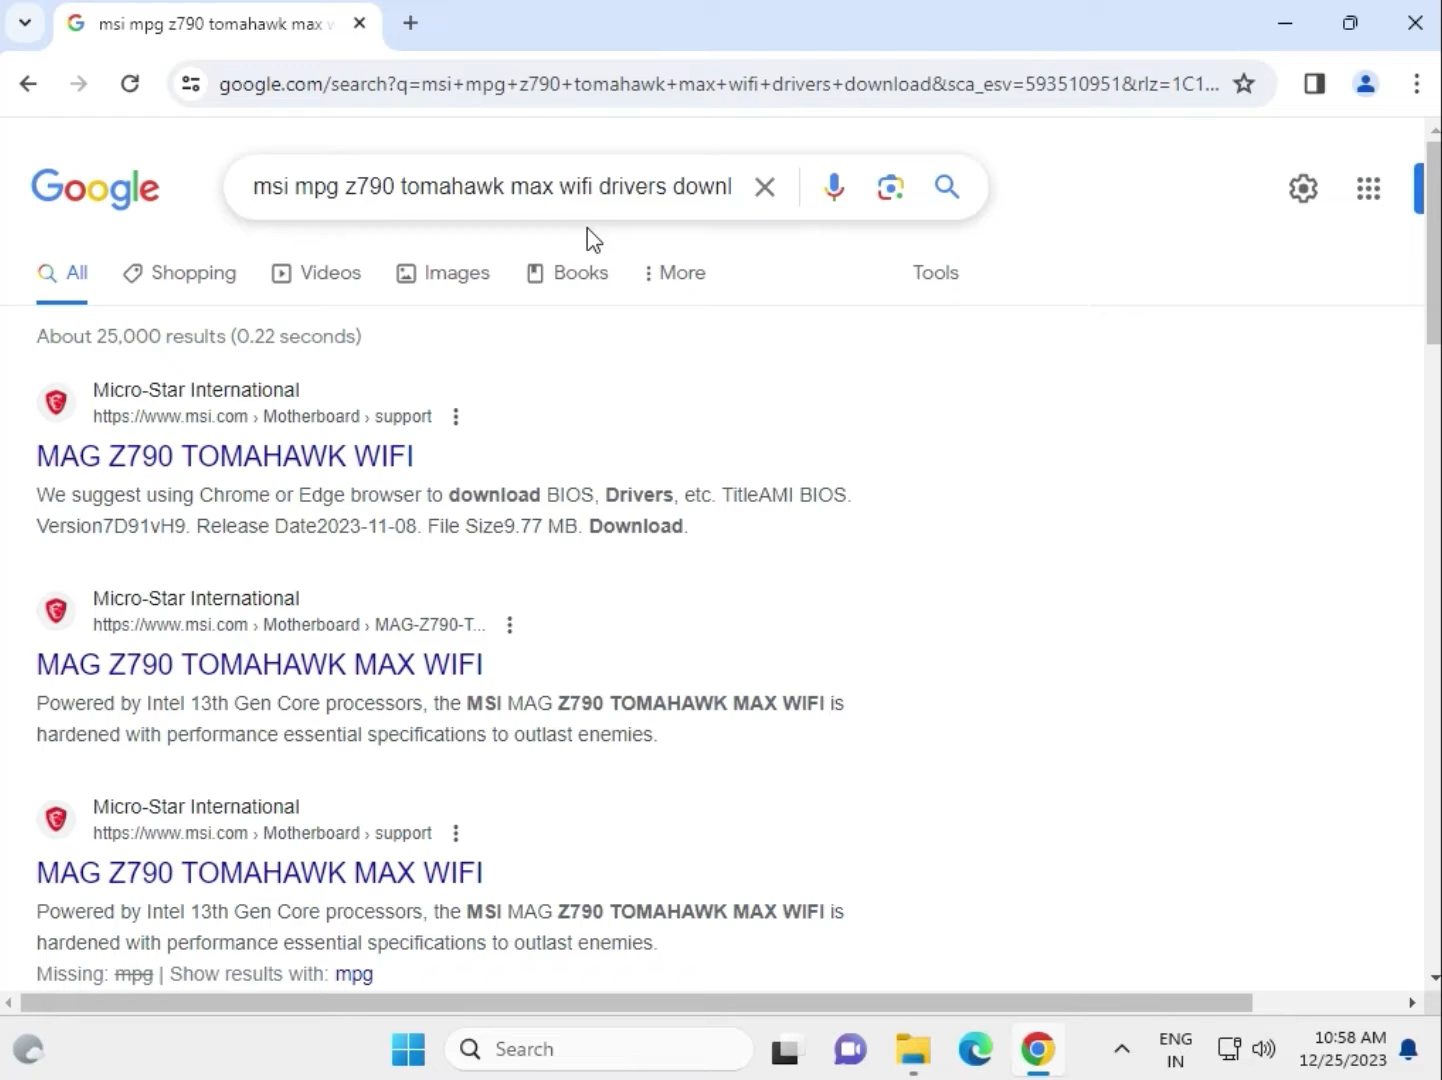 msi mpg z790 tomahawk max w
google.com/search?q=msi+mpg+z790+tomahawk+max+wifi+drivers+download&sca_esv=593510951&rlz=1C1...
Google
msi mpg z790 tomahawk max wifi drivers downl
All
Shopping
Videos
Images
Books
More
Tools
About 25,000 results (0.22 seconds)
Micro-Star International
https://www.msi.com › Motherboard › support
MAG Z790 TOMAHAWK WIFI
We suggest using Chrome or Edge browser to download BIOS, Drivers, etc. TitleAMI BIOS.
Version7D91vH9. Release Date2023-11-08. File Size9.77 MB. Download.
Micro-Star International
https://www.msi.com › Motherboard › MAG-Z790-T...
MAG Z790 TOMAHAWK MAX WIFI
Powered by Intel 13th Gen Core processors, the MSI MAG Z790 TOMAHAWK MAX WIFI is
hardened with performance essential specifications to outlast enemies.
Micro-Star International
https://www.msi.com › Motherboard › support
MAG Z790 TOMAHAWK MAX WIFI
Powered by Intel 13th Gen Core processors, the MSI MAG Z790 TOMAHAWK MAX WIFI is
hardened with performance essential specifications to outlast enemies.
Missing: mpg | Show results with: mpg
Search
ENG
IN
10:58 AM
12/25/2023